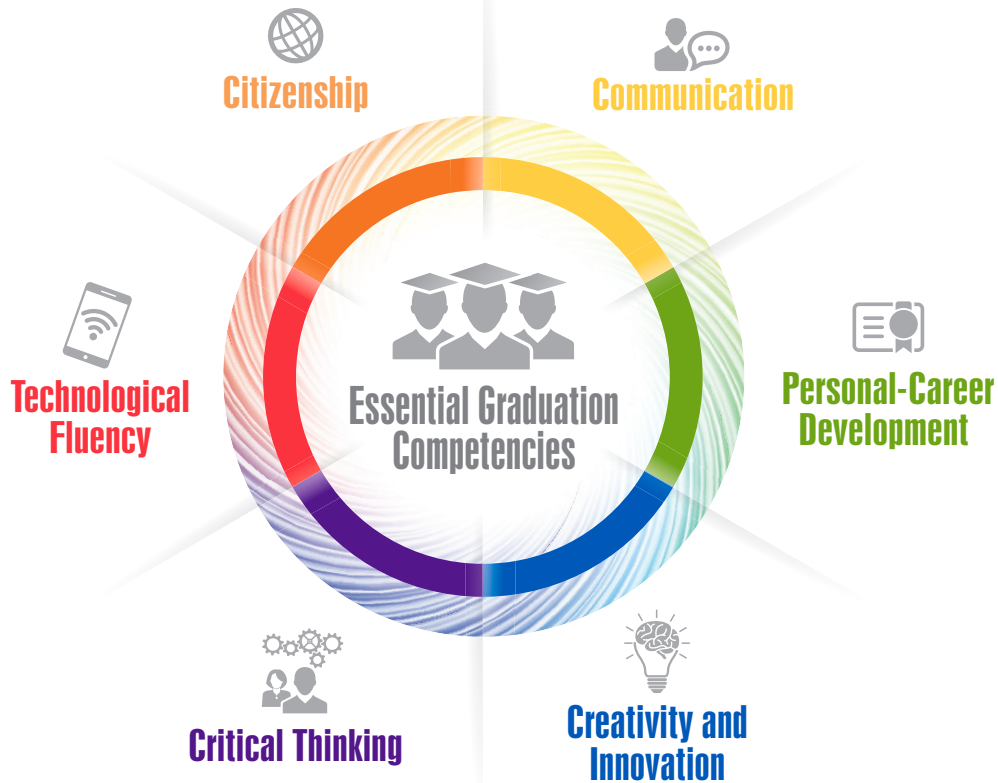 Citizenship
Communication
Technological
Fluency
Essential Graduation
Competencies
Personal-Career
Development
Critical Thinking
Creativity and
Innovation